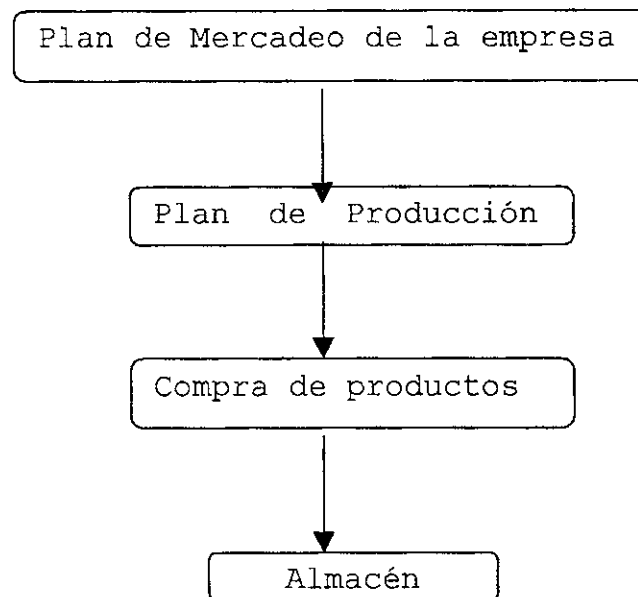 Plan de Mercadeo de la empresa
Plan de Producción
Compra de productos
Almacén